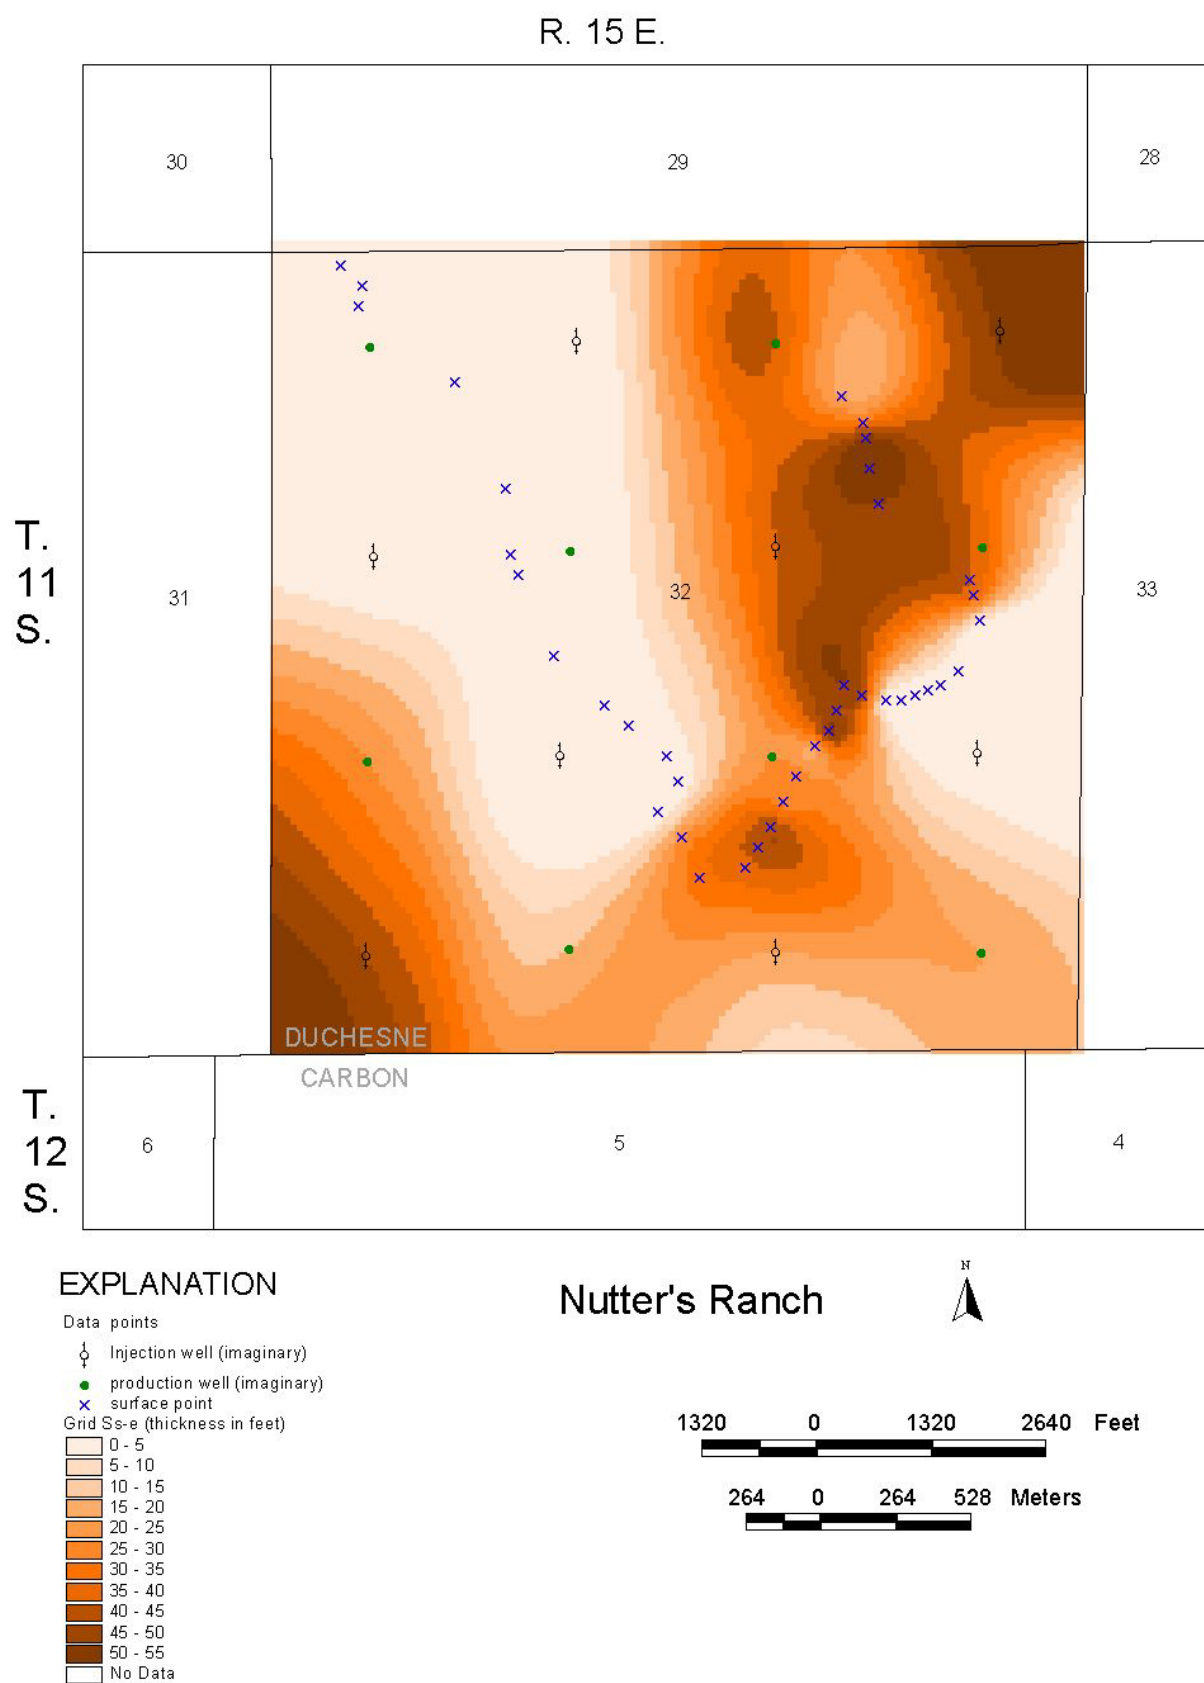 R. 15 E.
30
29
28
T.
11
S.
31
32
33
DUCHESNE
CARBON
T.
12
S.
6
5
4
EXPLANATION
Data points
Injection well (imaginary)
production well (imaginary)
surface point
Grid Ss-e (thickness in feet)
0 - 5
5 - 10
10 - 15
15 - 20
20 - 25
25 - 30
30 - 35
35 - 40
40 - 45
45 - 50
50 - 55
No Data
Nutter's Ranch
N
1320 0 1320 2640 Feet
264 0 264 528 Meters